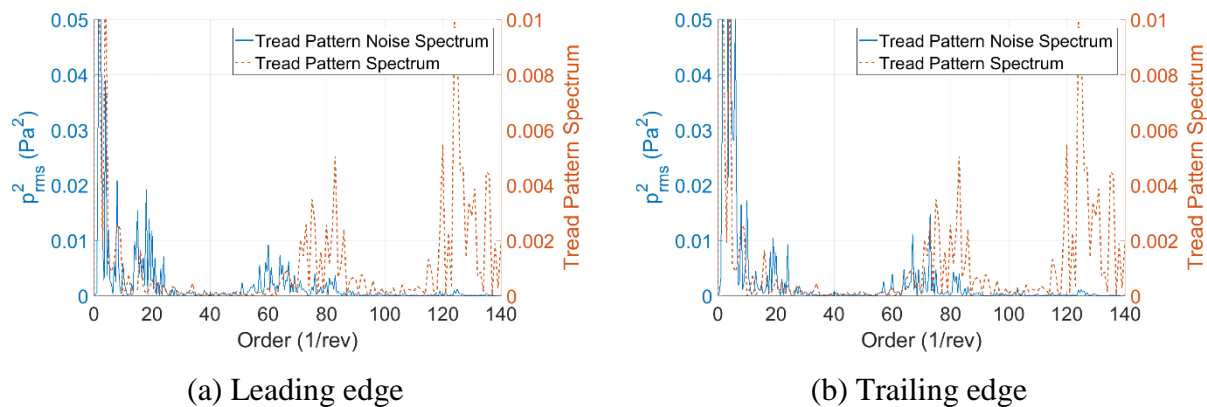 0.05
0.04
0.03
0.02
0.01
0
p²rms (Pa²)
Tread Pattern Noise Spectrum
Tread Pattern Spectrum
0.01
0.008
0.006
0.004
0.002
0
Tread Pattern Spectrum
0 20 40 60 80 100 120 140
Order (1/rev)
(a) Leading edge
0.05
0.04
0.03
0.02
0.01
0
p²rms (Pa²)
Tread Pattern Noise Spectrum
Tread Pattern Spectrum
0.01
0.008
0.006
0.004
0.002
0
Tread Pattern Spectrum
0 20 40 60 80 100 120 140
Order (1/rev)
(b) Trailing edge